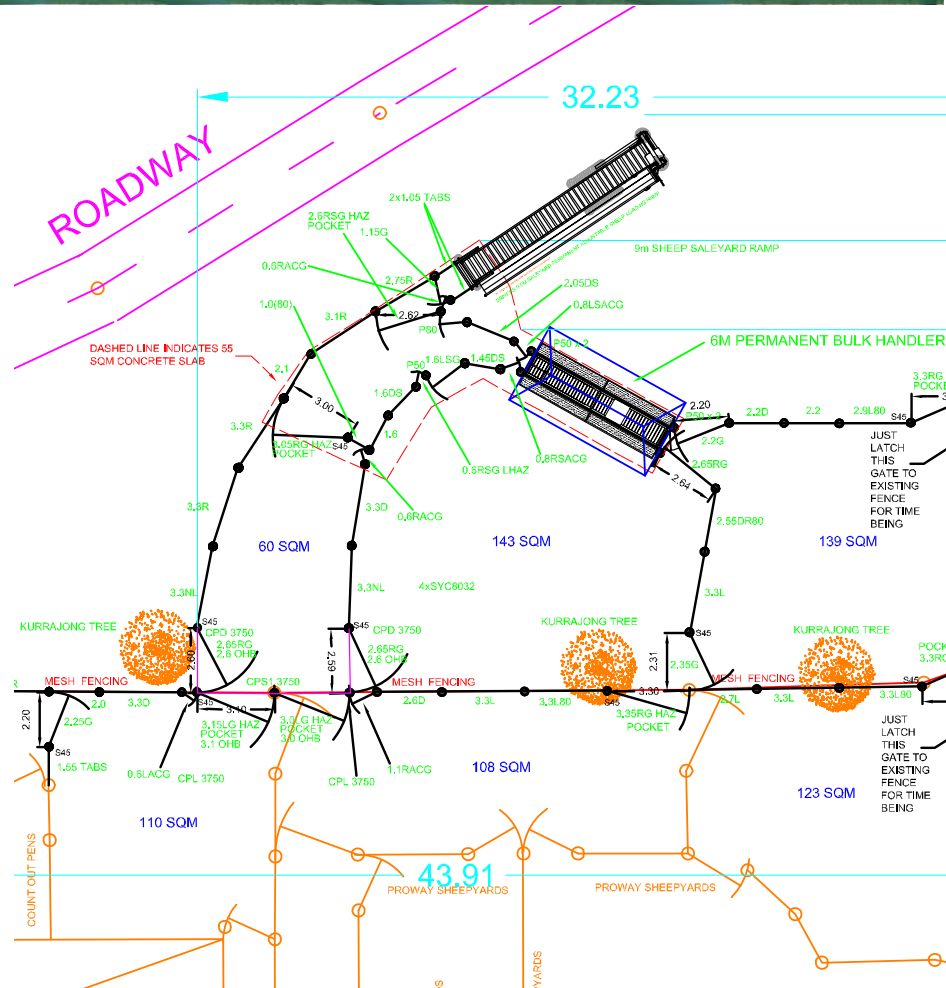 32.23
ROADWAY
2x1.05 TABS
2.6RSG HAZ
POCKET
1.15G
9m SHEEP SALEYARD RAMP
0.6RACG
2.75R
2.05DS
1.0(80)
0.8LSACG
3.1R
2.62
P80
6M PERMANENT BULK HANDLER
DASHED LINE INDICATES 55
SQM CONCRETE SLAB
P50 x 2
1.6LSG
1.45DS
P50
2.1
3.3RG
POCKET
1.6DS
2.20
3.00
P50 x 2
2.2D
2.2
2.9L80
S45
3.3R
1.6
JUST
LATCH
THIS
GATE TO
EXISTING
FENCE
FOR TIME
BEING
2.2G
3.05RG HAZ
POCKET
S45
0.6RSG LHAZ
0.8RSACG
2.65RG
2.64
3.3R
3.3D
0.6RACG
2.55DR80
60 SQM
143 SQM
139 SQM
3.3NL
3.3NL
4xSYC8032
3.3L
S45
KURRAJONG TREE
CPD 3750
2.65RG
2.6 OHB
2.60
S45
CPD 3750
2.65RG
2.6 OHB
2.59
KURRAJONG TREE
S45
2.31
2.35G
KURRAJONG TREE
POCK
3.3RG
MESH FENCING
CPS1 3750
MESH FENCING
MESH FENCING
R
2.0
3.3D
S45
3.10
2.6D
3.3L
3.3L80
3.30
2.7L
3.3L
3.3L80
S45
2.20
2.25G
3.15LG HAZ
POCKET
3.1 OHB
3.0LG HAZ
POCKET
3.0 OHB
S45
3.35RG HAZ
POCKET
JUST
LATCH
THIS
GATE TO
EXISTING
FENCE
FOR TIME
BEING
S45
1.65 TABS
0.6LACG
CPL 3750
CPL 3750
1.1RACG
108 SQM
123 SQM
110 SQM
COUNT OUT PENS
43.91
PROWAY SHEEPYARDS
PROWAY SHEEPYARDS
S
YARDS